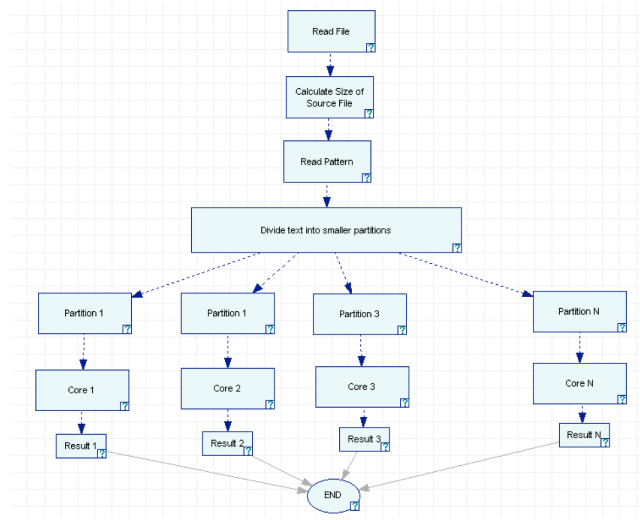 Read File
?
Calculate Size of
Source File
?
Read Pattern
?
Divide text into smaller partitions
?
Partition 1
?
Partition 1
?
Partition 3
?
Partition N
?
Core 1
?
Core 2
?
Core 3
?
Core N
?
Result 1
?
Result 2
?
Result 3
?
Result N
?
END
?